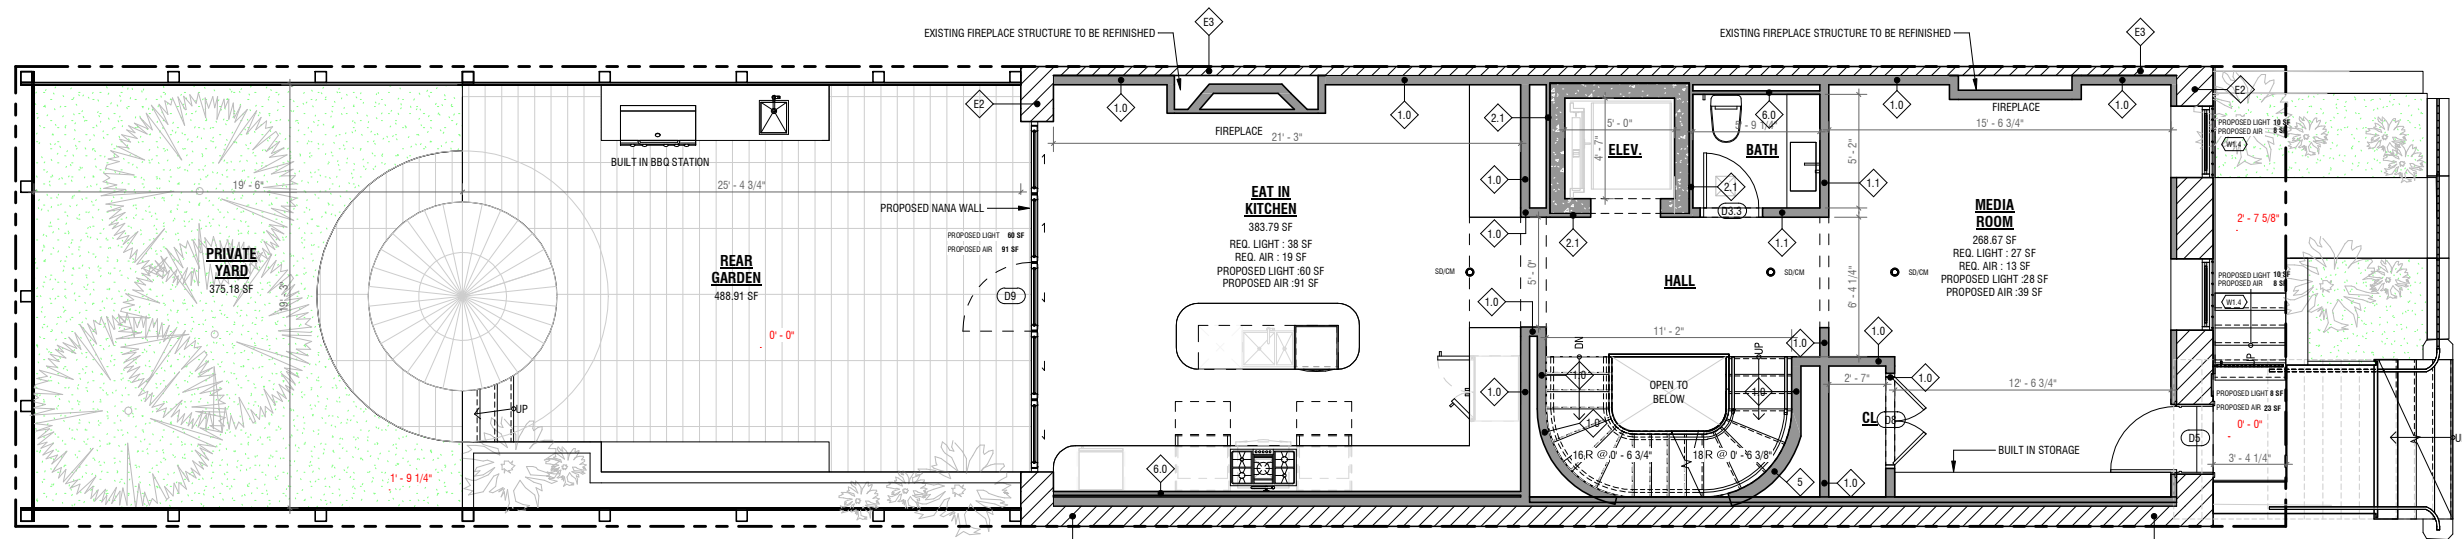 E3
E3
EXISTING FIREPLACE STRUCTURE TO BE REFINISHED
EXISTING FIREPLACE STRUCTURE TO BE REFINISHED
E2
1.0
1.0
1.0
1.0
E2
FIREPLACE
FIREPLACE
21' - 3"
2.1
5' - 0"
4' - 7"
ELEV.
6.0
5' - 9 1/4"
BATH
5' - 2"
15' - 6 3/4"
PROPOSED LIGHT 10 SF
PROPOSED AIR 8 SF
W1.4
BUILT IN BBQ STATION
19' - 6"
25' - 4 3/4"
PROPOSED NANA WALL
1.0
2.1
1.1
D3.3
EAT IN
KITCHEN
383.79 SF
REQ. LIGHT : 38 SF
REQ. AIR : 19 SF
PROPOSED LIGHT :60 SF
PROPOSED AIR :91 SF
MEDIA
ROOM
268.67 SF
REQ. LIGHT : 27 SF
REQ. AIR : 13 SF
PROPOSED LIGHT :28 SF
PROPOSED AIR :39 SF
2' - 7 5/8"
PROPOSED LIGHT 60 SF
PROPOSED AIR 91 SF
1.0
2.1
1.1
PRIVATE
YARD
375.18 SF
19' - 3"
REAR
GARDEN
488.91 SF
D9
SD/CM
HALL
SD/CM
SD/CM
5' - 0"
6' - 4 1/4"
PROPOSED LIGHT 10 SF
PROPOSED AIR 8 SF
W1.4
0' - 0"
1.0
11' - 2"
DN
UP
1.0
1.0
UP
1.0
OPEN TO
BELOW
1.0
1.0
2' - 7"
1.0
12' - 6 3/4"
PROPOSED LIGHT 8 SF
PROPOSED AIR 23 SF
UP
1.0
CL
D8
0' - 0"
D5
U
16R @ 0' - 6 3/4"
18R @ 0' - 6 3/8"
BUILT IN STORAGE
3' - 4 1/4"
1' - 9 1/4"
6.0
5
1.0